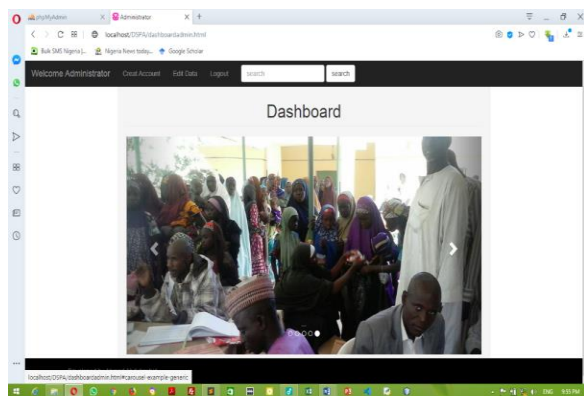 phpMyAdmin X Administrator X +
localhost/DSPA/dashboardadmin.html
Bulk SMS Nigeria |... Nigeria News today... Google Scholar
Welcome Administrator Creat Account Edit Data Logout search search
Dashboard
localhost/DSPA/dashboardadmin.html#carousel-example-generic
ENG 9:55 PM